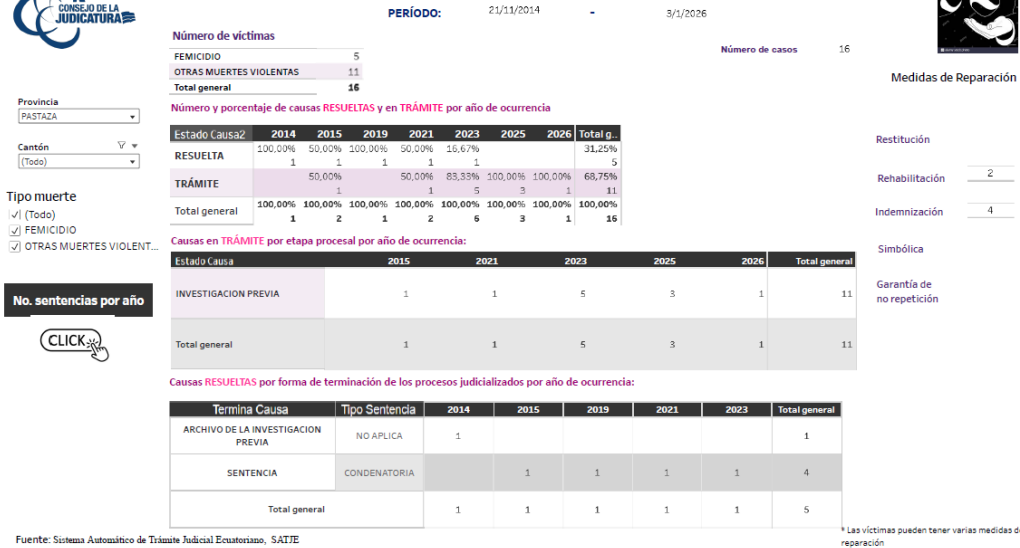 CONSEJO DE LA
JUDICATURA
PERÍODO: 21/11/2014 - 3/1/2026
Número de víctimas
FEMICIDIO 5
OTRAS MUERTES VIOLENTAS 11
Total general 16
Número de casos 16
Medidas de Reparación
Provincia
PASTAZA
Cantón
(Todo)
Tipo muerte
(Todo)
FEMICIDIO
OTRAS MUERTES VIOLENT...
No. sentencias por año
CLICK
Número y porcentaje de causas RESUELTAS y en TRÁMITE por año de ocurrencia
Estado Causa2 2014 2015 2019 2021 2023 2025 2026 Total g..
RESUELTA 100,00% 50,00% 100,00% 50,00% 16,67% 31,25%
1 1 1 1 1 5
TRÁMITE 50,00% 50,00% 83,33% 100,00% 100,00% 68,75%
1 1 5 3 1 11
Total general 100,00% 100,00% 100,00% 100,00% 100,00% 100,00% 100,00% 100,00%
1 2 1 2 6 3 1 16
Causas en TRÁMITE por etapa procesal por año de ocurrencia:
Estado Causa 2015 2021 2023 2025 2026 Total general
INVESTIGACION PREVIA 1 1 5 3 1 11
Total general 1 1 5 3 1 11
Causas RESUELTAS por forma de terminación de los procesos judicializados por año de ocurrencia:
Termina Causa Tipo Sentencia 2014 2015 2019 2021 2023 Total general
ARCHIVO DE LA INVESTIGACION
PREVIA NO APLICA 1 1
SENTENCIA CONDENATORIA 1 1 1 1 4
Total general 1 1 1 1 1 5
Restitución
Rehabilitación 2
Indemnización 4
Simbólica
Garantía de
no repetición
* Las víctimas pueden tener varias medidas d
reparación
Fuente: Sistema Automático de Trámite Judicial Ecuatoriano, SATJE